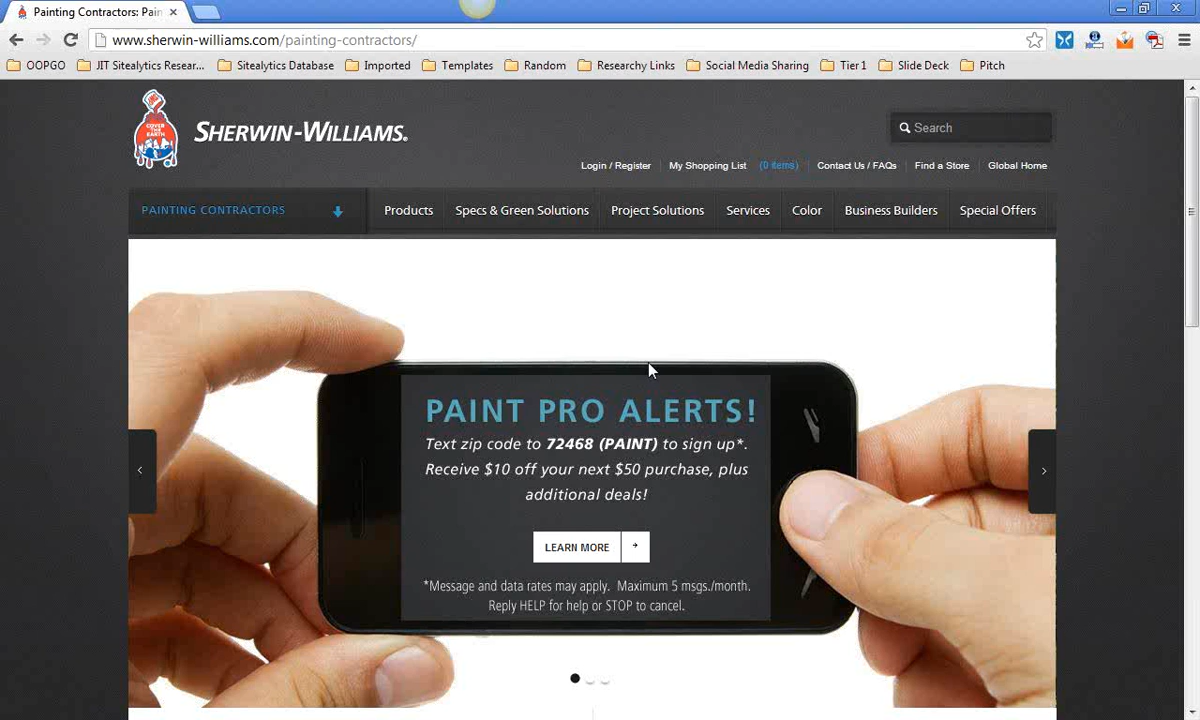 Painting Contractors: Pain
www.sherwin-williams.com/painting-contractors/
OOPGO JIT Sitealytics Resear... Sitealytics Database Imported Templates Random Researchy Links Social Media Sharing Tier 1 Slide Deck Pitch
COVER THE EARTH
SHERWIN-WILLIAMS.
Search
Login / Register My Shopping List (0 items) Contact Us / FAQs Find a Store Global Home
PAINTING CONTRACTORS Products Specs & Green Solutions Project Solutions Services Color Business Builders Special Offers
PAINT PRO ALERTS!
Text zip code to 72468 (PAINT) to sign up*.
Receive $10 off your next $50 purchase, plus
additional deals!
LEARN MORE
*Message and data rates may apply. Maximum 5 msgs./month.
Reply HELP for help or STOP to cancel.